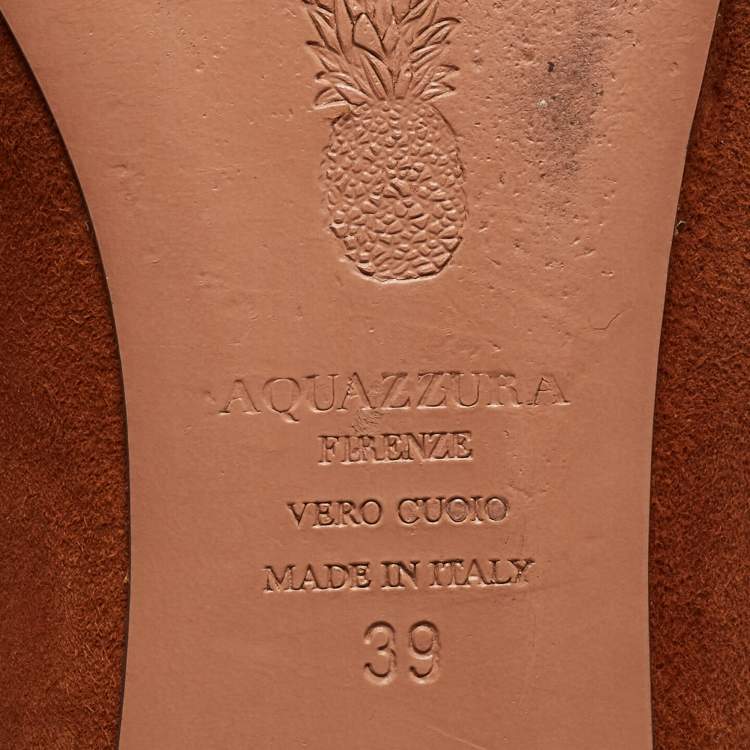 AQUAZZURA
FIRENZE
VERO CUOIO
MADE IN ITALY
39